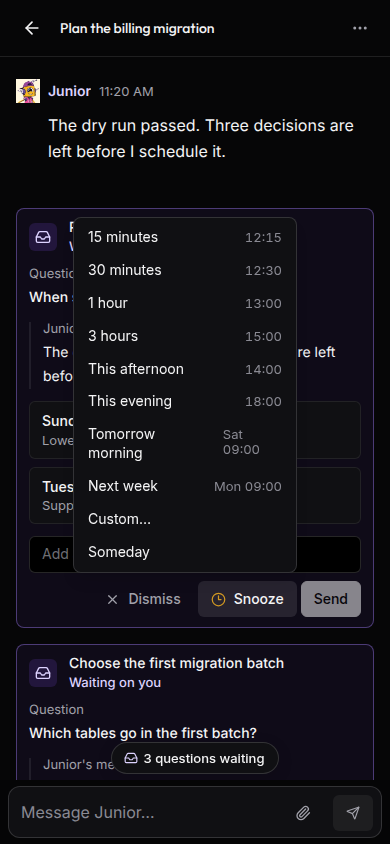 Plan the billing migration
Junior 11:20 AM
The dry run passed. Three decisions are
left before I schedule it.
Questio
When
Junio
The
re left
befo
Sund
Lowe
Tues
Supp
Add
15 minutes 12:15
30 minutes 12:30
1 hour 13:00
3 hours 15:00
This afternoon 14:00
This evening 18:00
Tomorrow morning Sat 09:00
Next week Mon 09:00
Custom...
Someday
Dismiss Snooze Send
Choose the first migration batch
Waiting on you
Question
Which tables go in the first batch?
Junior's me
3 questions waiting
Message Junior...